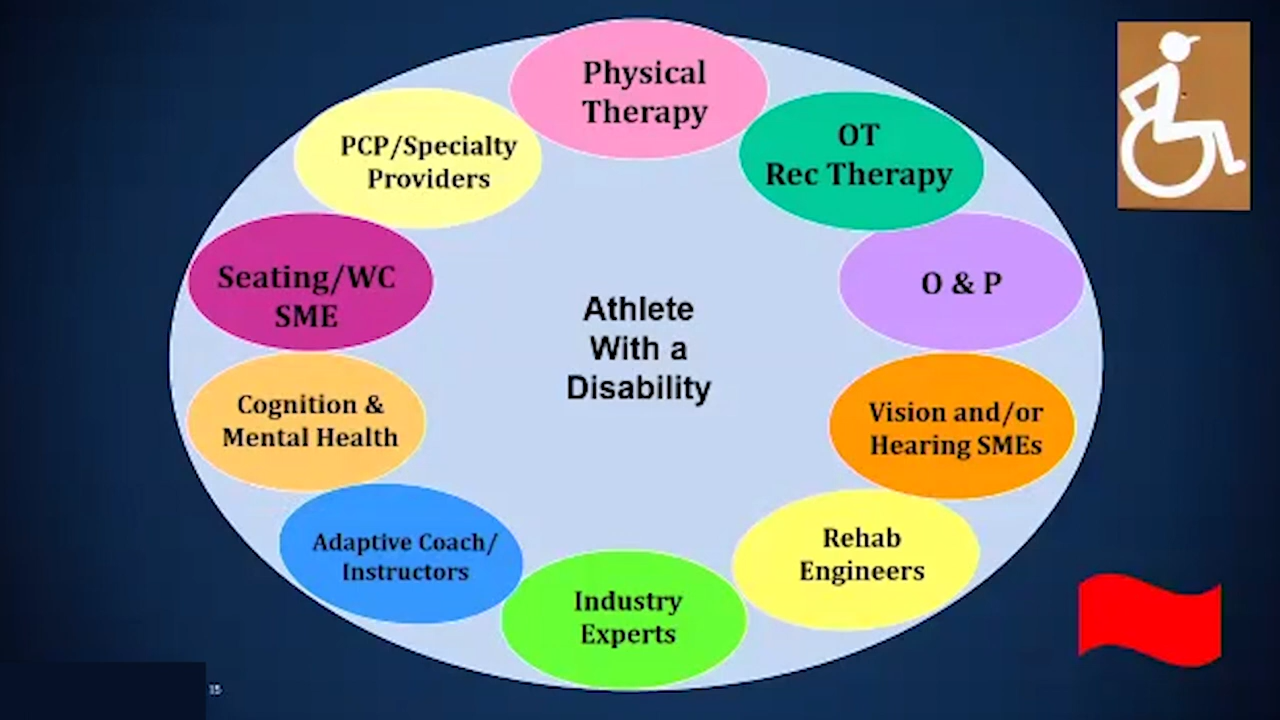 Physical
Therapy
OT
Rec Therapy
O & P
Vision and/or
Hearing SMEs
Rehab
Engineers
Industry
Experts
Adaptive Coach/
Instructors
Cognition &
Mental Health
Seating/WC
SME
PCP/Specialty
Providers
Athlete
With a
Disability
15